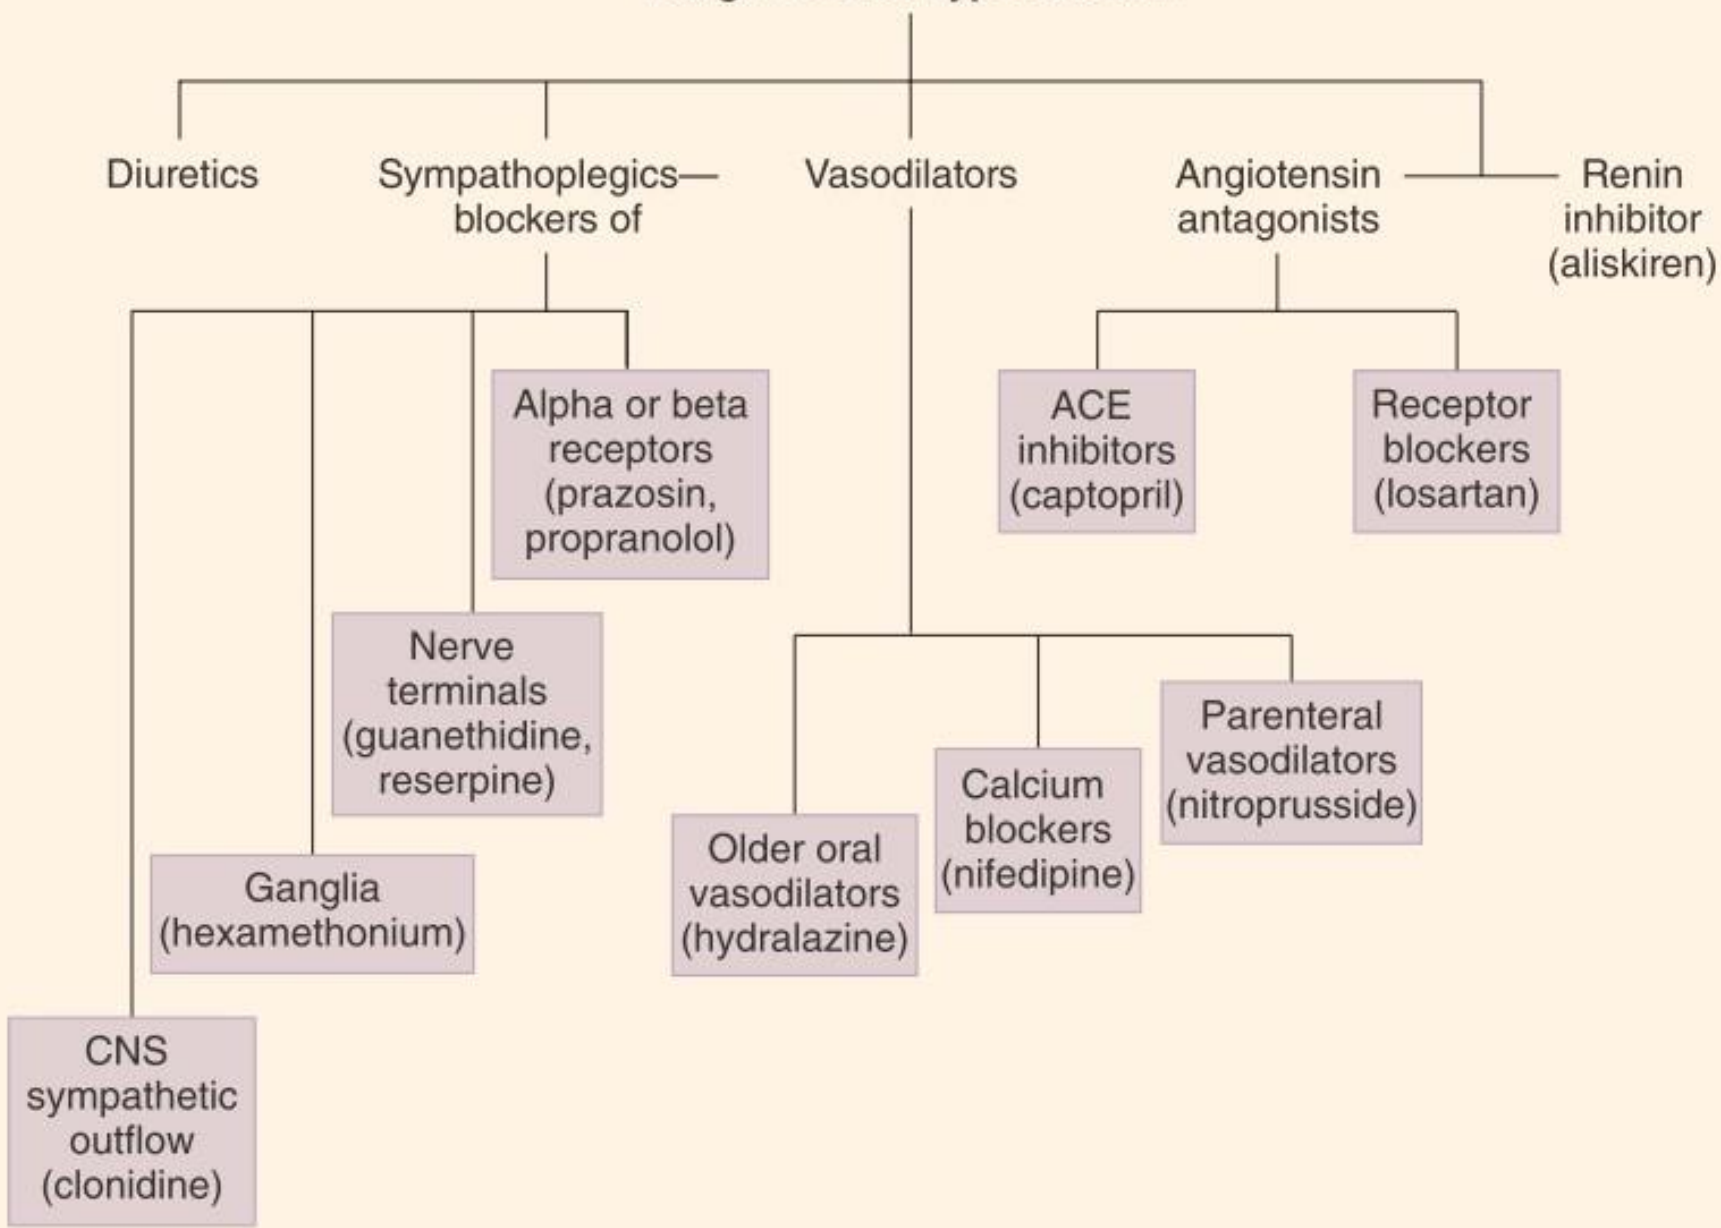 Diuretics
Sympathoplegics—
blockers of
Vasodilators
Angiotensin
antagonists
Renin
inhibitor
(aliskiren)
Alpha or beta
receptors
(prazosin,
propranolol)
ACE
inhibitors
(captopril)
Receptor
blockers
(losartan)
Nerve
terminals
(guanethidine,
reserpine)
Parenteral
vasodilators
(nitroprusside)
Calcium
blockers
(nifedipine)
Older oral
vasodilators
(hydralazine)
Ganglia
(hexamethonium)
CNS
sympathetic
outflow
(clonidine)